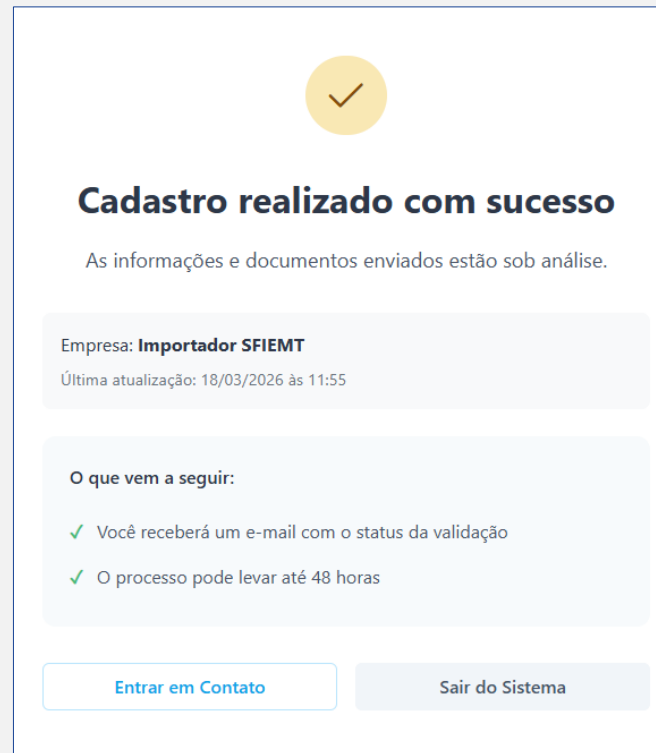 Cadastro realizado com sucesso
As informações e documentos enviados estão sob análise.
Empresa: Importador SFIEMT
Última atualização: 18/03/2026 às 11:55
O que vem a seguir:
✓ Você receberá um e-mail com o status da validação
✓ O processo pode levar até 48 horas
Entrar em Contato
Sair do Sistema